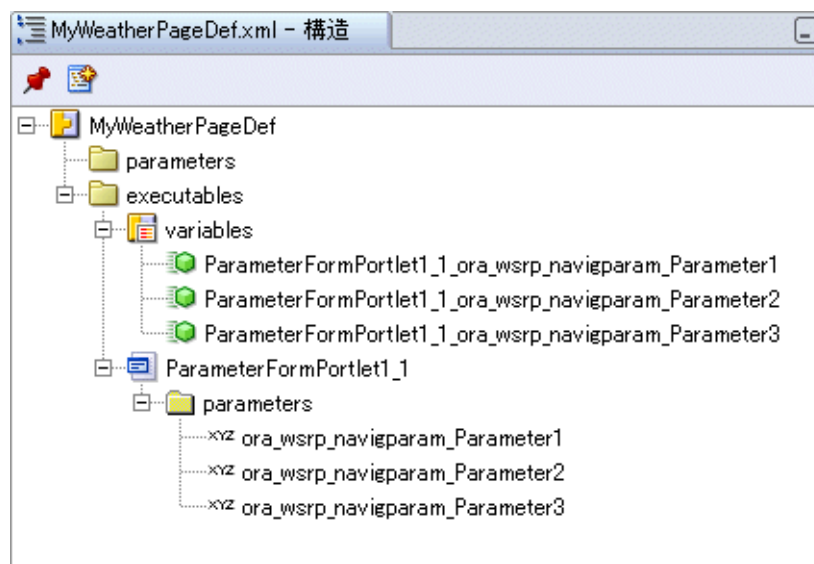 MyWeatherPageDef.xml - 構造
MyWeatherPageDef
parameters
executables
variables
ParameterFormPortlet1_1_ora_wsrp_navigparam_Parameter1
ParameterFormPortlet1_1_ora_wsrp_navigparam_Parameter2
ParameterFormPortlet1_1_ora_wsrp_navigparam_Parameter3
ParameterFormPortlet1_1
parameters
XYZ ora_wsrp_navigparam_Parameter1
XYZ ora_wsrp_navigparam_Parameter2
XYZ ora_wsrp_navigparam_Parameter3